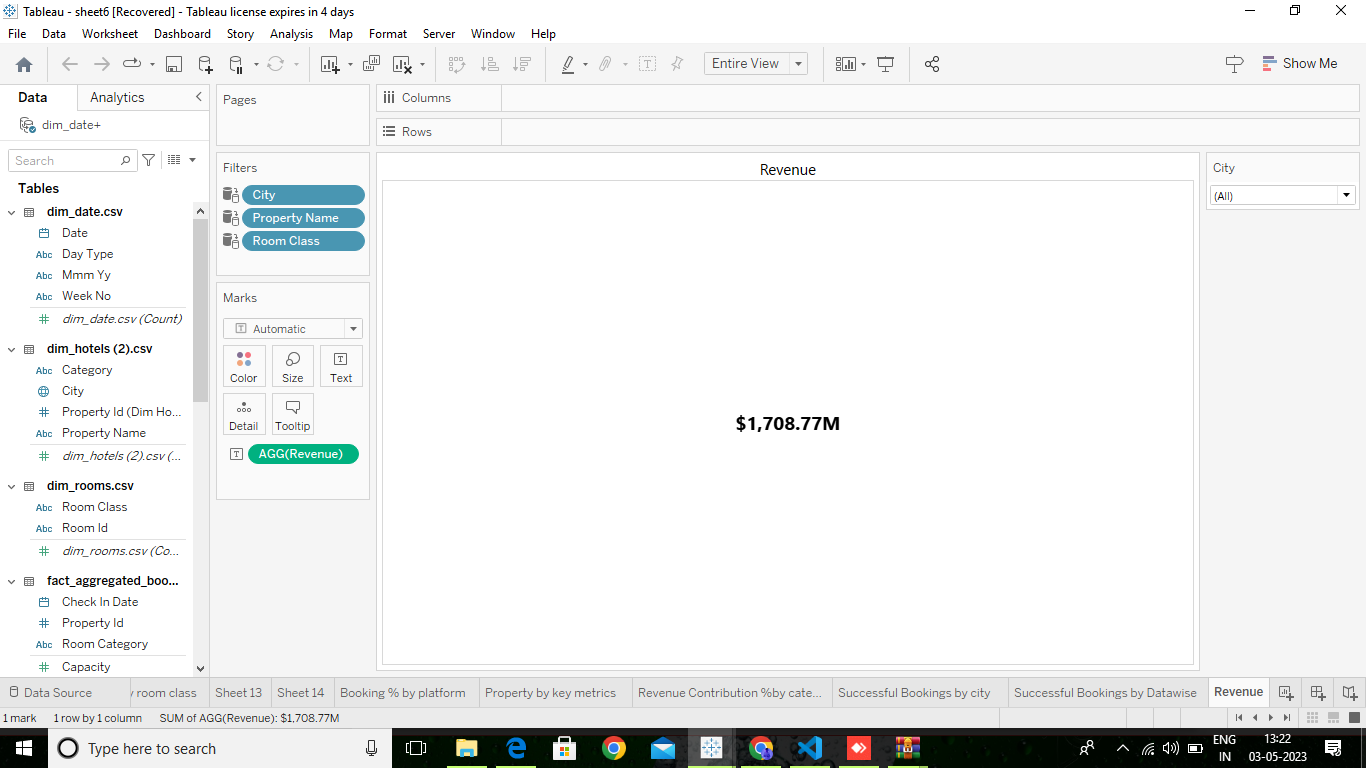 Tableau - sheet6 [Recovered] - Tableau license expires in 4 days
File Data Worksheet Dashboard Story Analysis Map Format Server Window Help
Entire View
Show Me
Data Analytics
dim_date+
Search
Tables
dim_date.csv
Date
Abc Day Type
Abc Mmm Yy
Abc Week No
dim_date.csv (Count)
dim_hotels (2).csv
Abc Category
City
Property Id (Dim Ho...
Abc Property Name
dim_hotels (2).csv (...
dim_rooms.csv
Abc Room Class
Abc Room Id
dim_rooms.csv (Co...
fact_aggregated_boo...
Check In Date
Property Id
Abc Room Category
Capacity
Pages
Filters
City
Property Name
Room Class
Marks
T Automatic
Color Size Text
Detail Tooltip
T AGG(Revenue)
Columns
Rows
Revenue
$1,708.77M
City
(All)
Data Source y room class Sheet 13 Sheet 14 Booking % by platform Property by key metrics Revenue Contribution %by cate... Successful Bookings by city Successful Bookings by Datawise Revenue
1 mark 1 row by 1 column SUM of AGG(Revenue): $1,708.77M
Type here to search
ENG
IN
13:22
03-05-2023